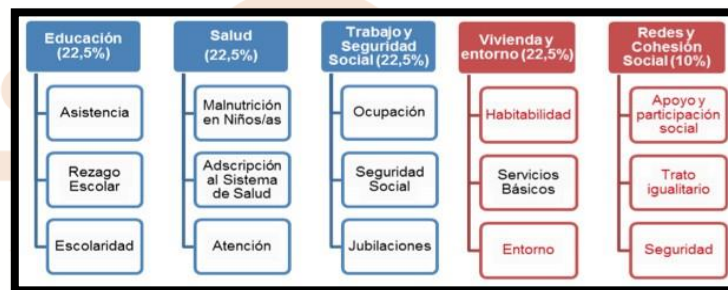 Educación
(22,5%)
Asistencia
Rezago
Escolar
Escolaridad
Salud
(22,5%)
Malnutrición
en Niños/as
Adscripción
al Sistema
de Salud
Atención
Trabajo y
Seguridad
Social (22,5%)
Ocupación
Seguridad
Social
Jubilaciones
Vivienda y
entorno (22,5%)
Habitabilidad
Servicios
Básicos
Entorno
Redes y
Cohesión
Social (10%)
Apoyo y
participación
social
Trato
igualitario
Seguridad